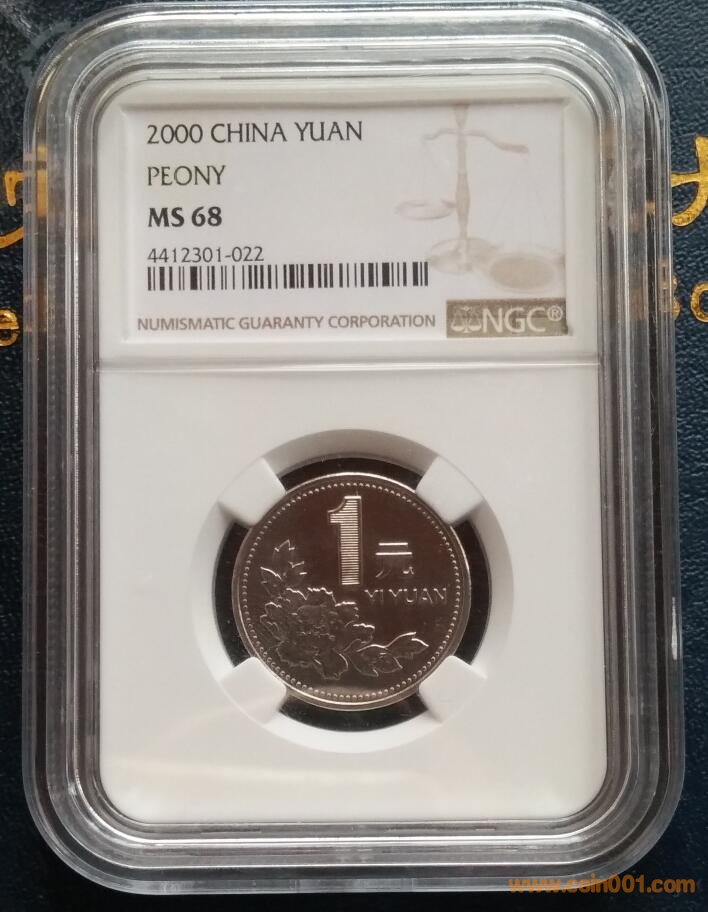 2000 CHINA YUAN
PEONY
MS 68
4412301-022
NUMISMATIC GUARANTY CORPORATION
NGC®
1
元
YI YUAN
www.coin001.com